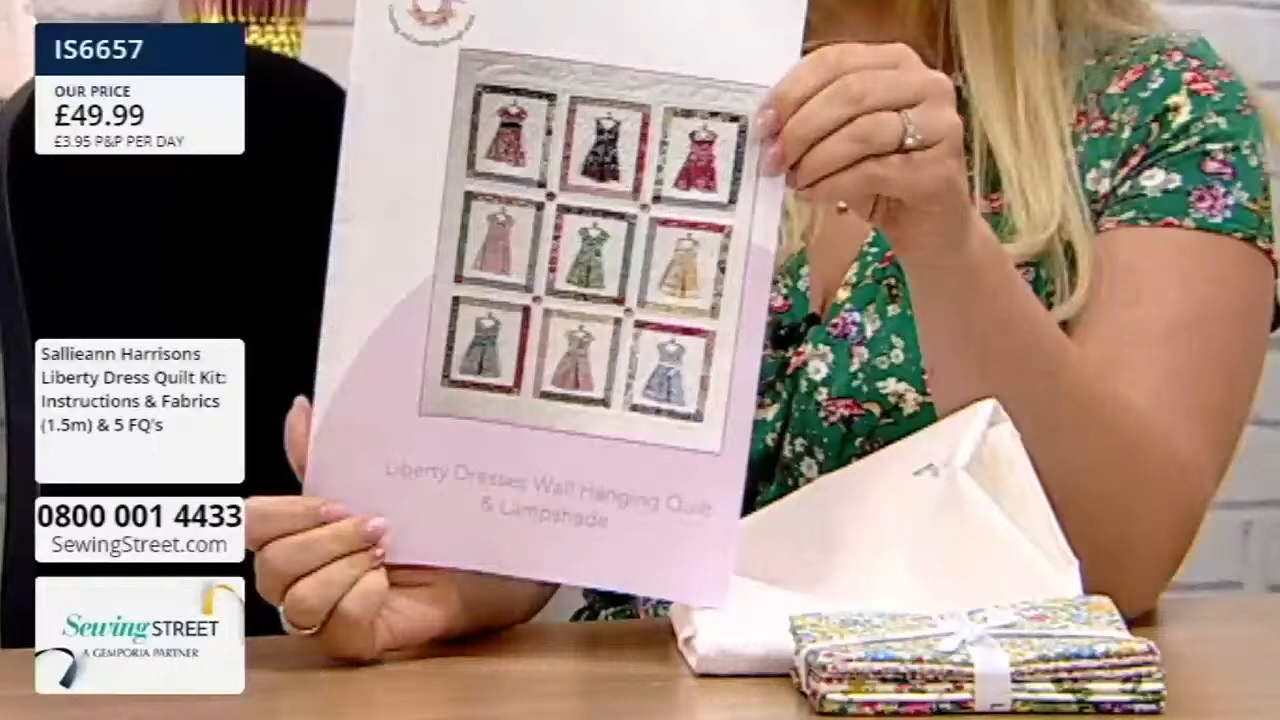 IS6657
OUR PRICE
£49.99
£3.95 P&P PER DAY
Sallieann Harrisons
Liberty Dress Quilt Kit:
Instructions & Fabrics
(1.5m) & 5 FQ's
0800 001 4433
SewingStreet.com
Sewing STREET
A GEMPORIA PARTNER
Liberty Dresses Wall Hanging Quilt
& Lampshade